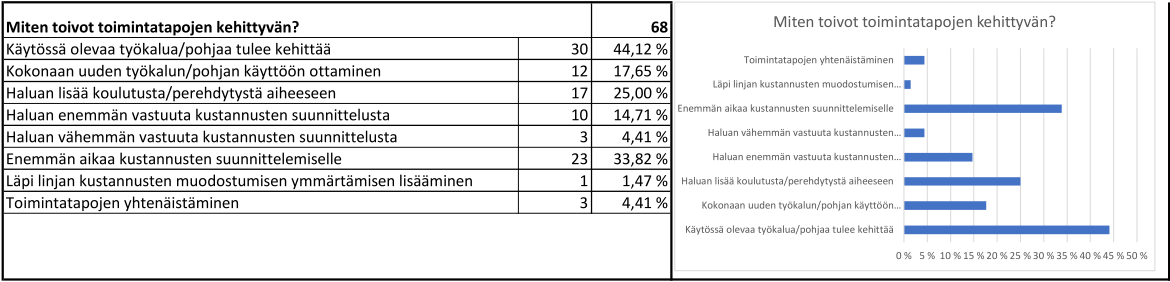 Miten toivot toimintatapojen kehittyvän? 68
Käytössä olevaa työkalua/pohjaa tulee kehittää 30 44,12 %
Kokonaan uuden työkalun/pohjan käyttöön ottaminen 12 17,65 %
Haluan lisää koulutusta/perehdytystä aiheeseen 17 25,00 %
Haluan enemmän vastuuta kustannusten suunnittelusta 10 14,71 %
Haluan vähemmän vastuuta kustannusten suunnittelusta 3 4,41 %
Enemmän aikaa kustannusten suunnittelemiselle 23 33,82 %
Läpi linjan kustannusten muodostumisen ymmärtämisen lisääminen 1 1,47 %
Toimintatapojen yhtenäistäminen 3 4,41 %
Miten toivot toimintatapojen kehittyvän?
Toimintatapojen yhtenäistäminen
Läpi linjan kustannusten muodostumisen...
Enemmän aikaa kustannusten suunnittelemiselle
Haluan vähemmän vastuuta kustannusten...
Haluan enemmän vastuuta kustannusten...
Haluan lisää koulutusta/perehdytystä aiheeseen
Kokonaan uuden työkalun/pohjan käyttöön...
Käytössä olevaa työkalua/pohjaa tulee kehittää
0 % 5 % 10 % 15 % 20 % 25 % 30 % 35 % 40 % 45 % 50 %